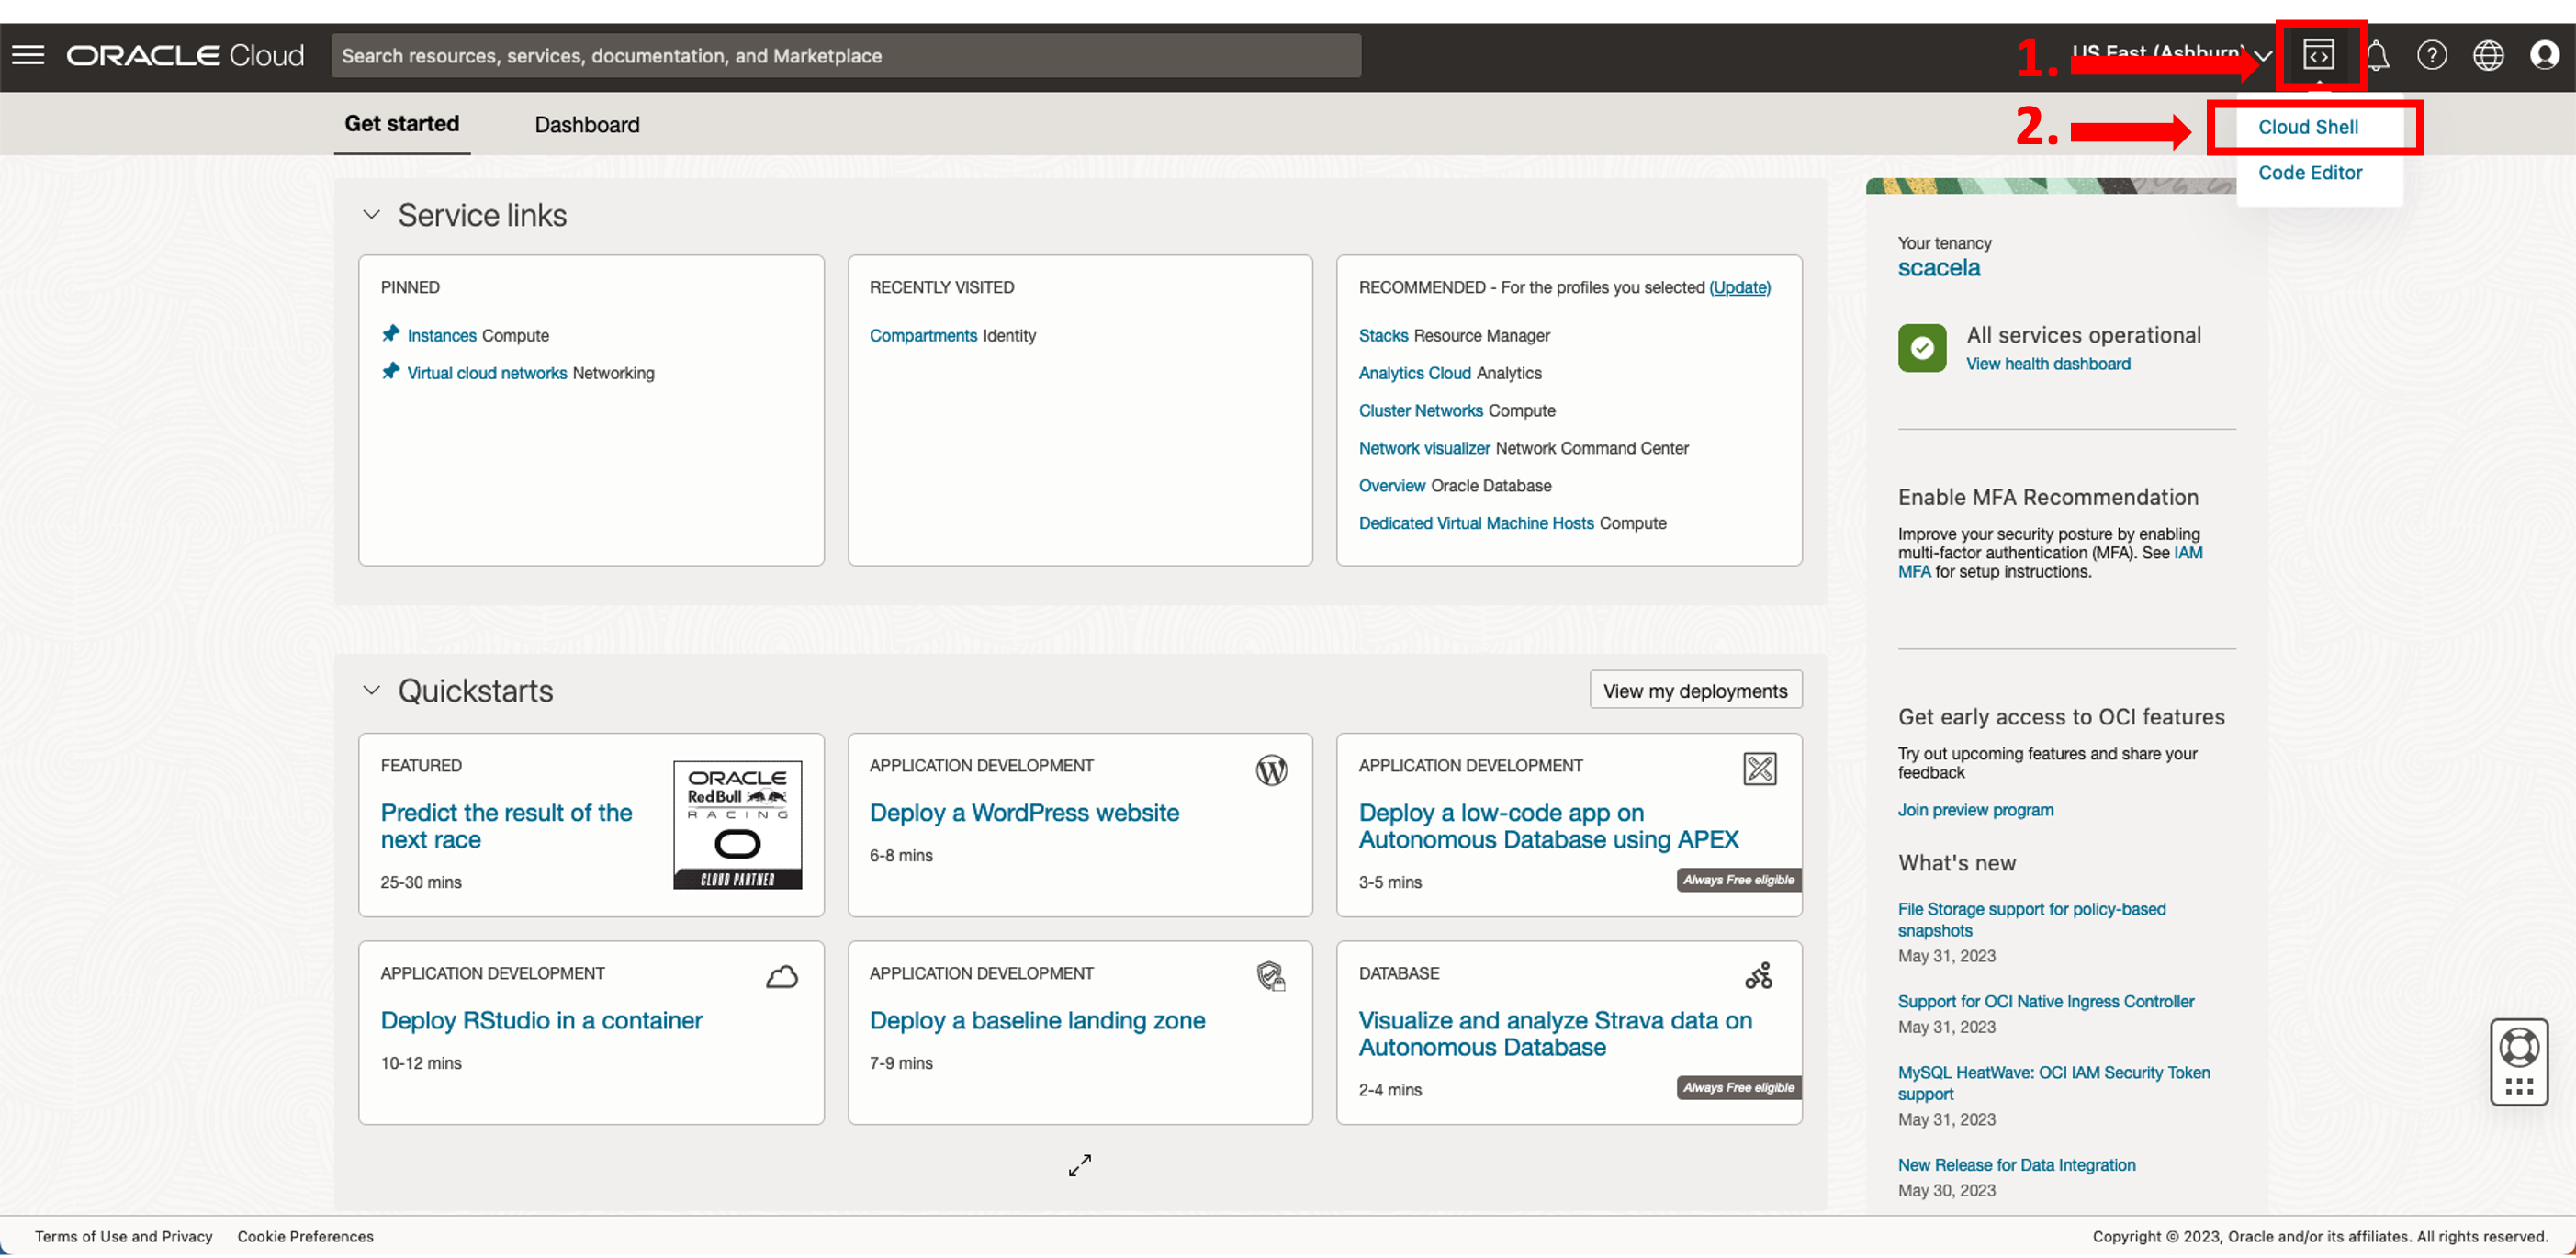 ORACLE Cloud
Search resources, services, documentation, and Marketplace
1.
US East (Ashburn)
2.
Cloud Shell
Code Editor
Get started
Dashboard
Service links
PINNED
Instances Compute
Virtual cloud networks Networking
RECENTLY VISITED
Compartments Identity
RECOMMENDED - For the profiles you selected (Update)
Stacks Resource Manager
Analytics Cloud Analytics
Cluster Networks Compute
Network visualizer Network Command Center
Overview Oracle Database
Dedicated Virtual Machine Hosts Compute
Quickstarts
View my deployments
FEATURED
Predict the result of the
next race
25-30 mins
ORACLE
Red Bull
RACING
CLOUD PARTNER
APPLICATION DEVELOPMENT
Deploy a WordPress website
6-8 mins
APPLICATION DEVELOPMENT
Deploy a low-code app on
Autonomous Database using APEX
3-5 mins
Always Free eligible
APPLICATION DEVELOPMENT
Deploy RStudio in a container
10-12 mins
APPLICATION DEVELOPMENT
Deploy a baseline landing zone
7-9 mins
DATABASE
Visualize and analyze Strava data on
Autonomous Database
2-4 mins
Always Free eligible
Your tenancy
scacela
All services operational
View health dashboard
Enable MFA Recommendation
Improve your security posture by enabling
multi-factor authentication (MFA). See IAM
MFA for setup instructions.
Get early access to OCI features
Try out upcoming features and share your
feedback
Join preview program
What's new
File Storage support for policy-based
snapshots
May 31, 2023
Support for OCI Native Ingress Controller
May 31, 2023
MySQL HeatWave: OCI IAM Security Token
support
May 31, 2023
New Release for Data Integration
May 30, 2023
Terms of Use and Privacy
Cookie Preferences
Copyright © 2023, Oracle and/or its affiliates. All rights reserved.